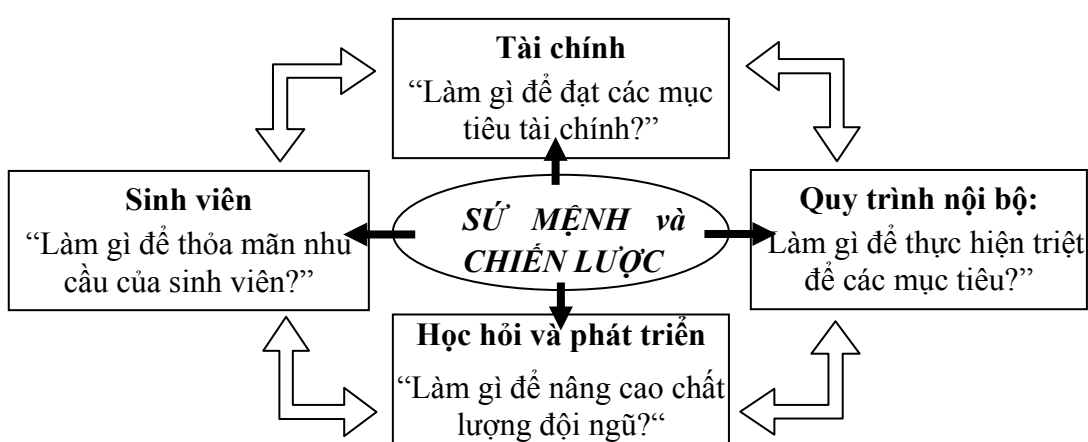 Tài chính
“Làm gì để đạt các mục
tiêu tài chính?”
Sinh viên
“Làm gì để thỏa mãn nhu
cầu của sinh viên?”
SỨ MỆNH và
CHIẾN LƯỢC
Quy trình nội bộ:
Làm gì để thực hiện triệt
để các mục tiêu?”
Học hỏi và phát triển
“Làm gì để nâng cao chất
lượng đội ngũ?“